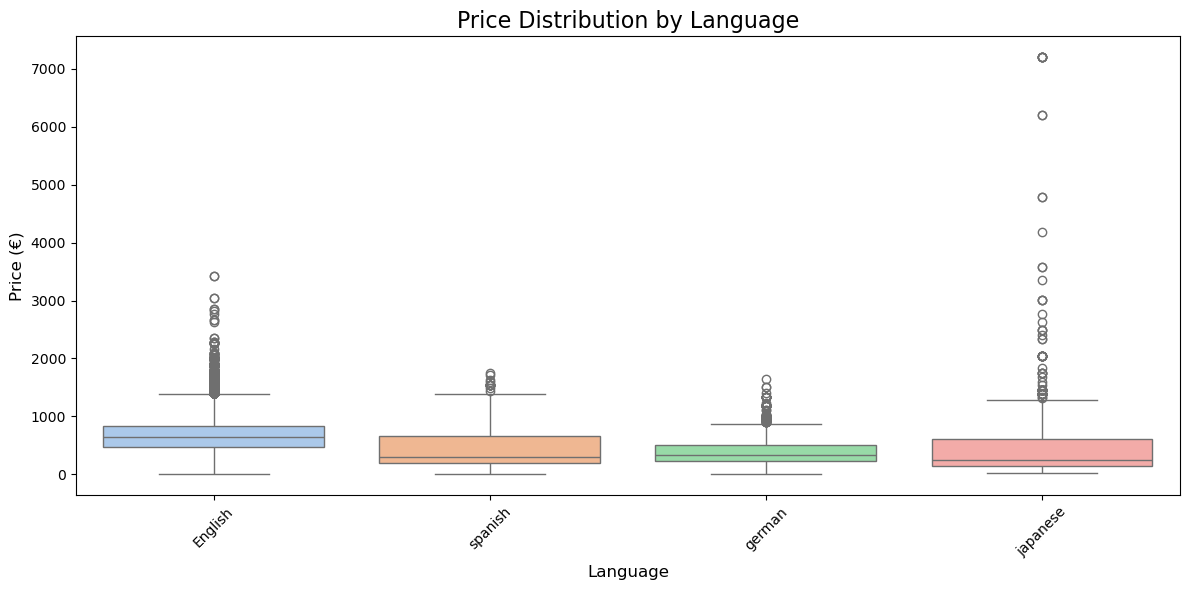 Price Distribution by Language
Price (€)
7000
6000
5000
4000
3000
2000
1000
0
English
spanish
german
japanese
Language